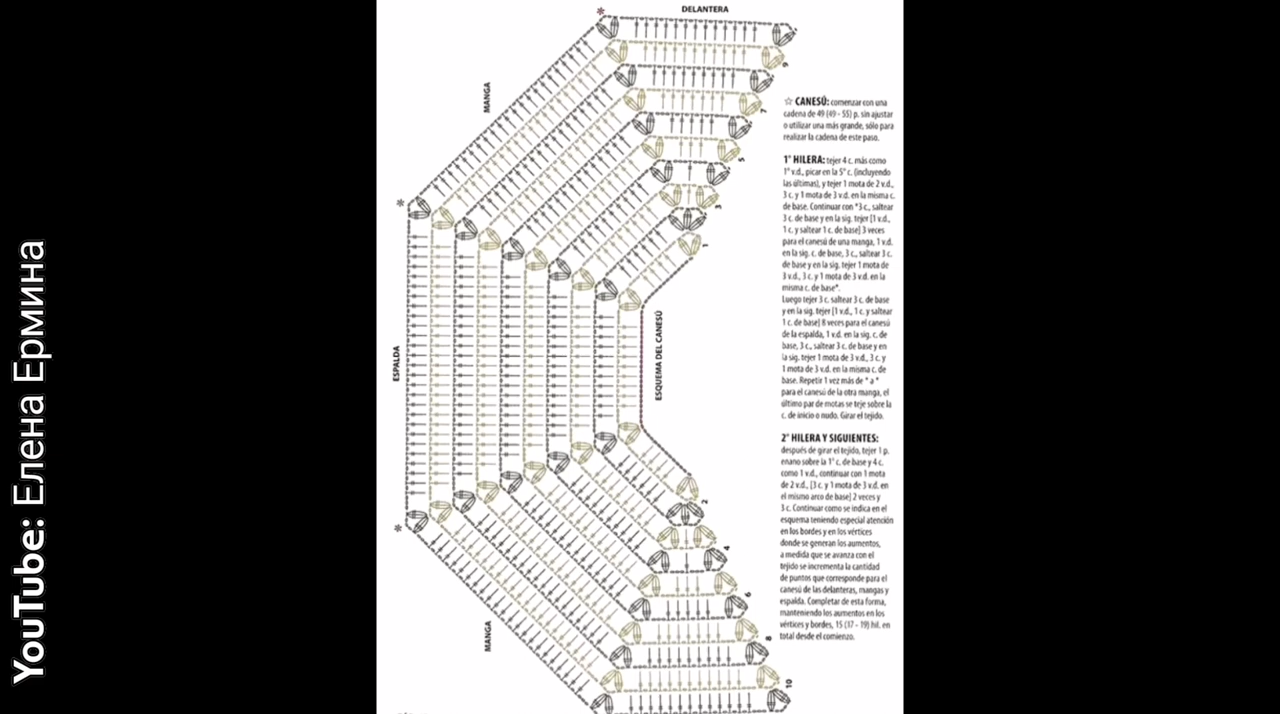 YouTube: Елена Ермина
DELANTERA
MANGA
ESPALDA
ESQUEMA DEL CANESÚ
MANGA
9
7
5
3
1
2
4
6
8
10
☆ CANESÚ: comenzar con una
cadena de 49 (49 - 55) p. sin ajustar
o utilizar una más grande, sólo para
realizar la cadena de este paso.
1° HILERA: tejer 4 c. más como
1° v.d., picar en la 5° c. (incluyendo
las últimas), y tejer 1 mota de 2 v.d.,
3 c. y 1 mota de 3 v.d. en la misma c.
de base. Continuar con *3 c., saltear
3 c. de base y en la sig. tejer [1 v.d.,
1 c. y saltear 1 c. de base] 3 veces
para el canesú de una manga, 1 v.d.
en la sig. c. de base, 3 c., saltear 3 c.
de base y en la sig. tejer 1 mota de
3 v.d., 3 c. y 1 mota de 3 v.d. en la
misma c. de base*.
Luego tejer 3 c. saltear 3 c. de base
y en la sig. tejer [1 v.d., 1 c. y saltear
1 c. de base] 8 veces para el canesú
de la espalda, 1 v.d. en la sig. c. de
base, 3 c., saltear 3 c. de base y en
la sig. tejer 1 mota de 3 v.d., 3 c. y
1 mota de 3 v.d. en la misma c. de
base. Repetir 1 vez más de * a *
para el canesú de la otra manga, el
último par de motas se teje sobre la
c. de inicio o nudo. Girar el tejido.
2° HILERA Y SIGUIENTES:
después de girar el tejido, tejer 1 p.
enano sobre la 1° c. de base y 4 c.
como 1 v.d., continuar con 1 mota
de 2 v.d., [3 c. y 1 mota de 3 v.d. en
el mismo arco de base] 2 veces y
3 c. Continuar como se indica en el
esquema teniendo especial atención
en los bordes y en los vértices
donde se generan los aumentos,
a medida que se avanza con el
tejido se incrementa la cantidad
de puntos que corresponde para el
canesú de las delanteras, mangas y
espalda. Completar de esta forma,
manteniendo los aumentos en los
vértices y bordes, 15 (17 - 19) hil. en
total desde el comienzo.